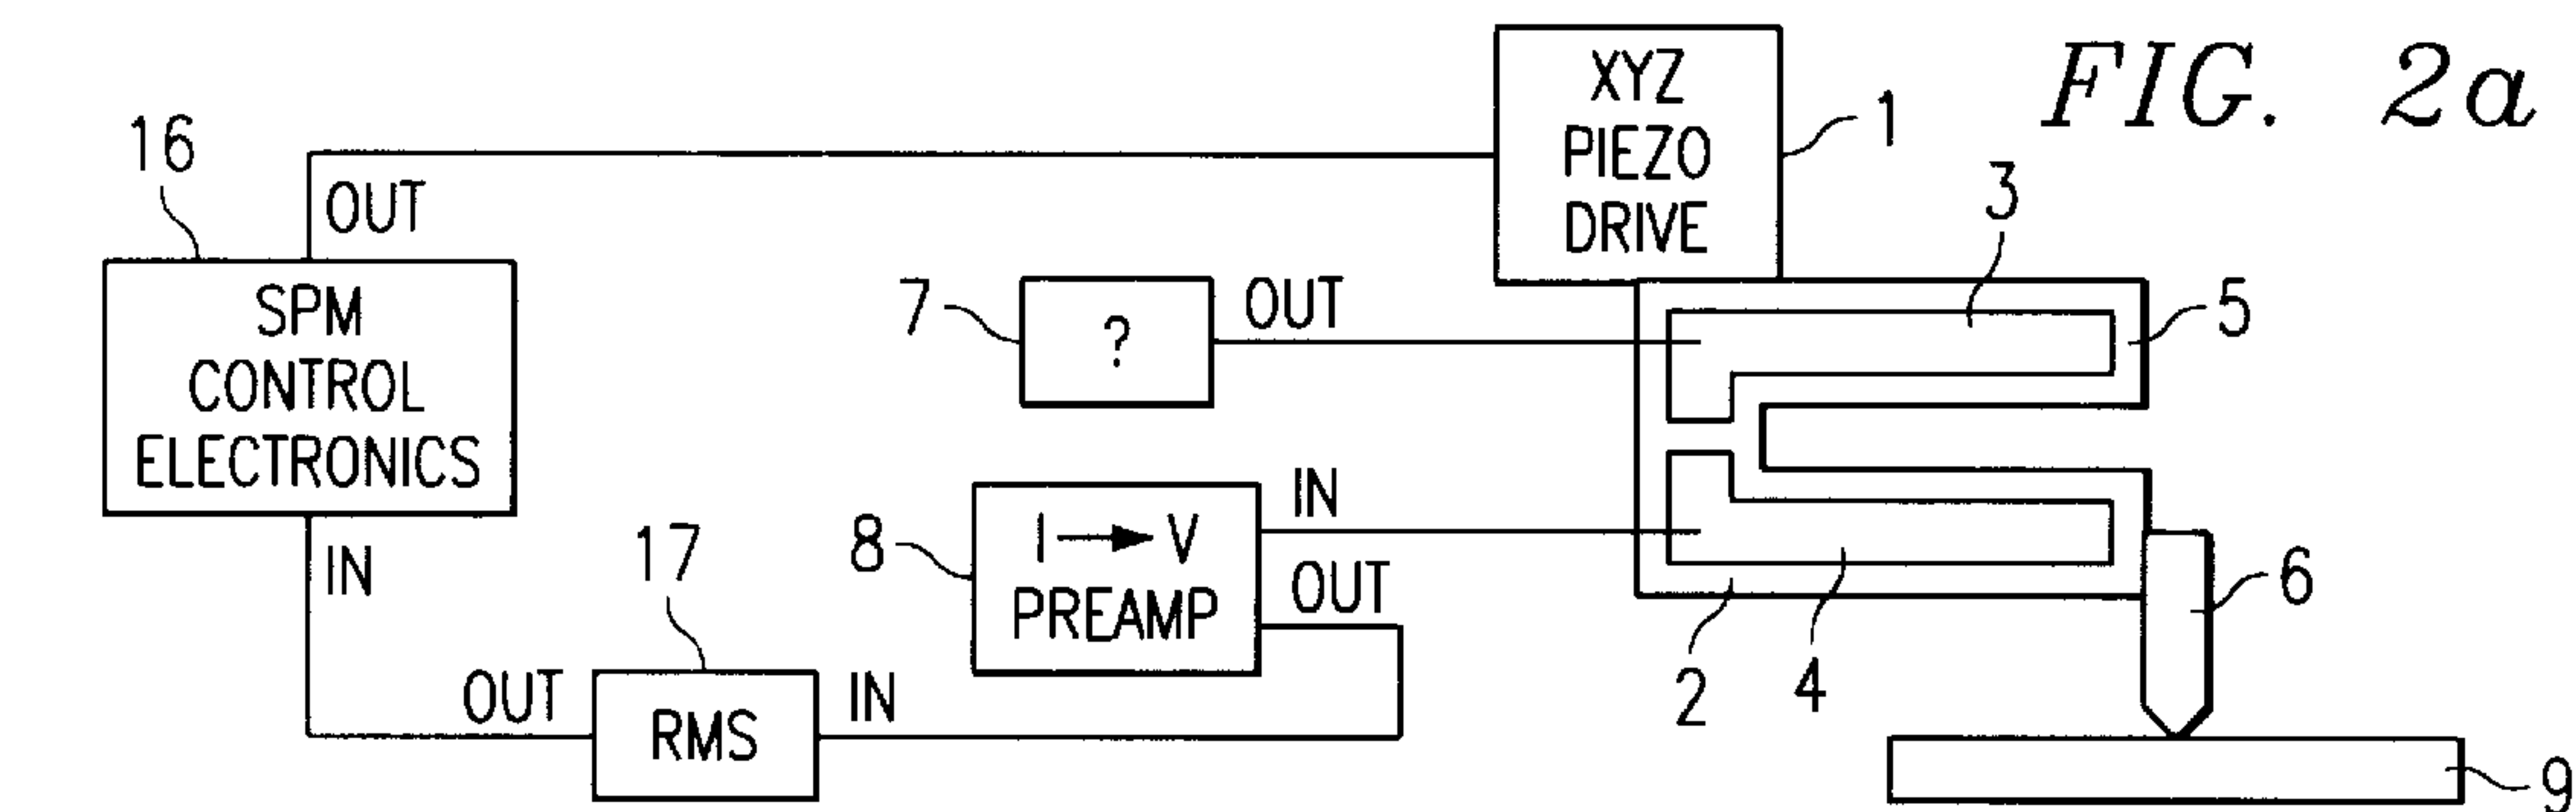 FIG. 2a
XYZ
PIEZO
DRIVE
1
16
OUT
SPM
CONTROL
ELECTRONICS
IN
3
7
?
OUT
5
8
I → V
PREAMP
IN
OUT
17
RMS
OUT
IN
2
4
6
9